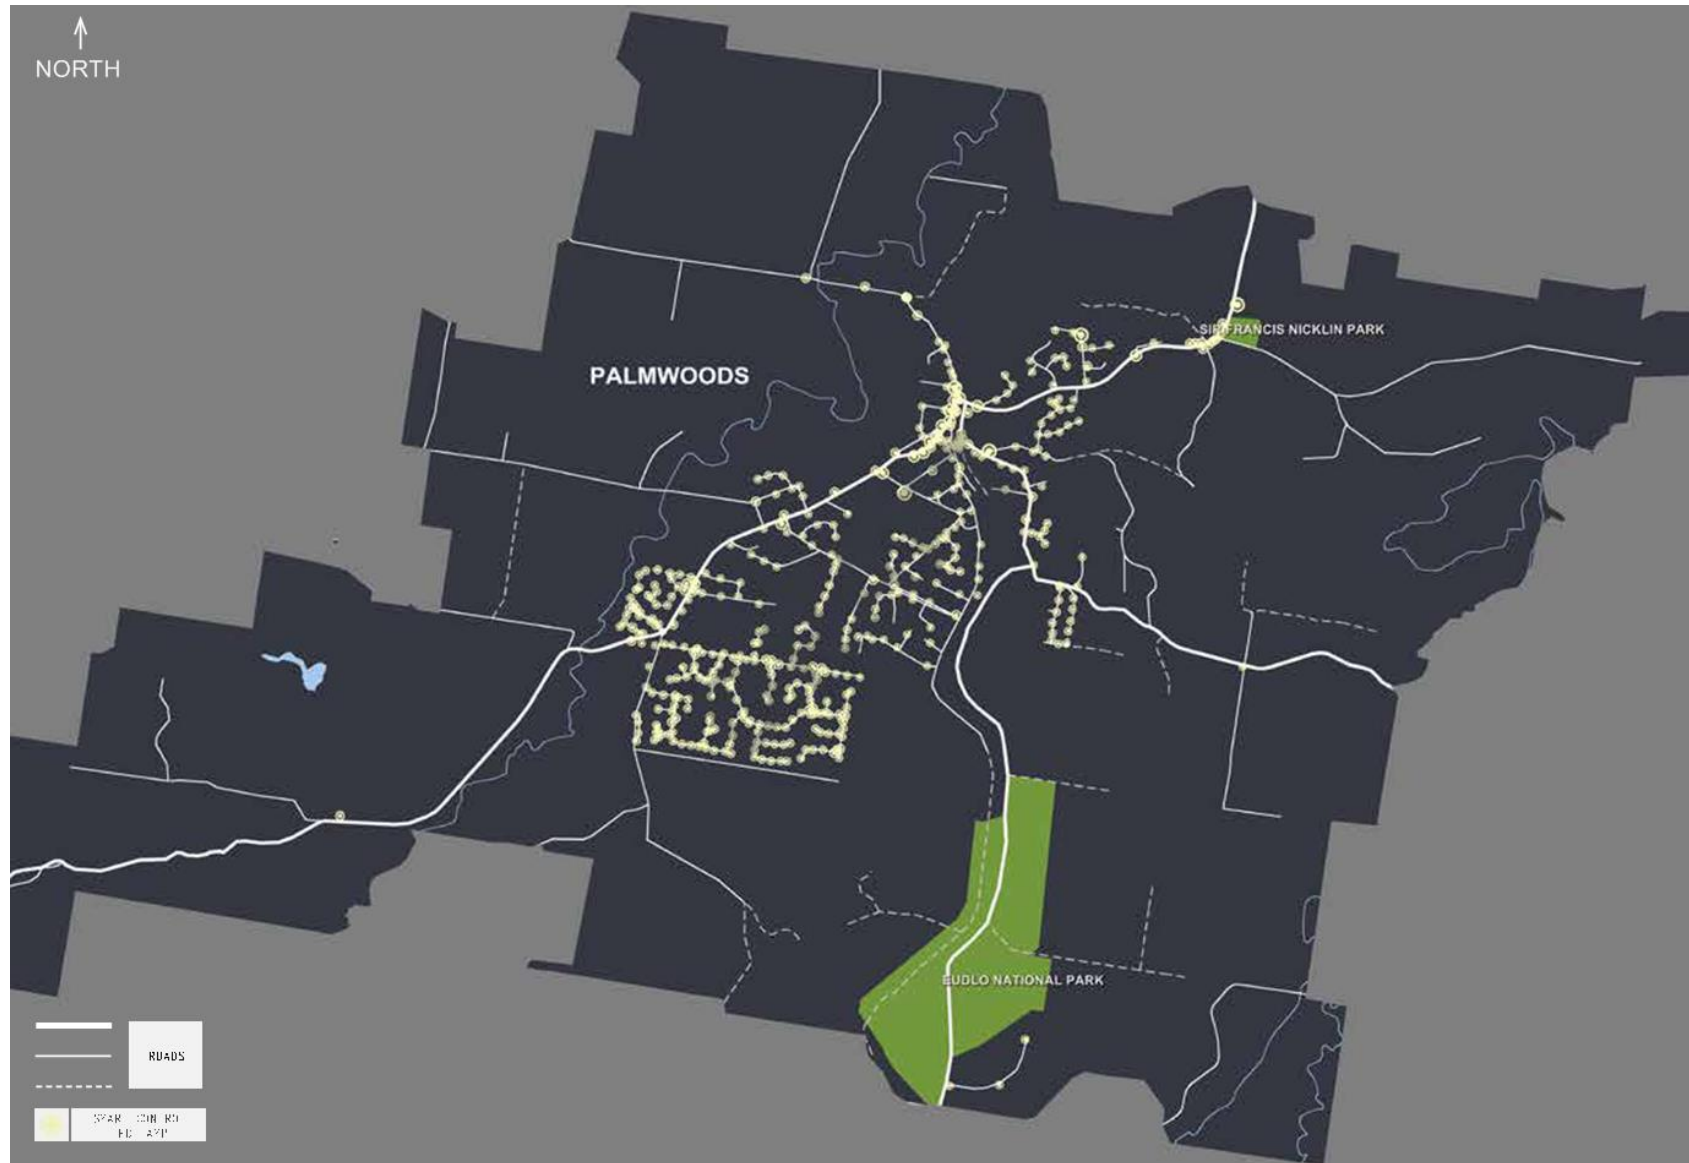 NORTH
SIR FRANCIS NICKLIN PARK
PALMWOODS
EUDLO NATIONAL PARK
ROADS